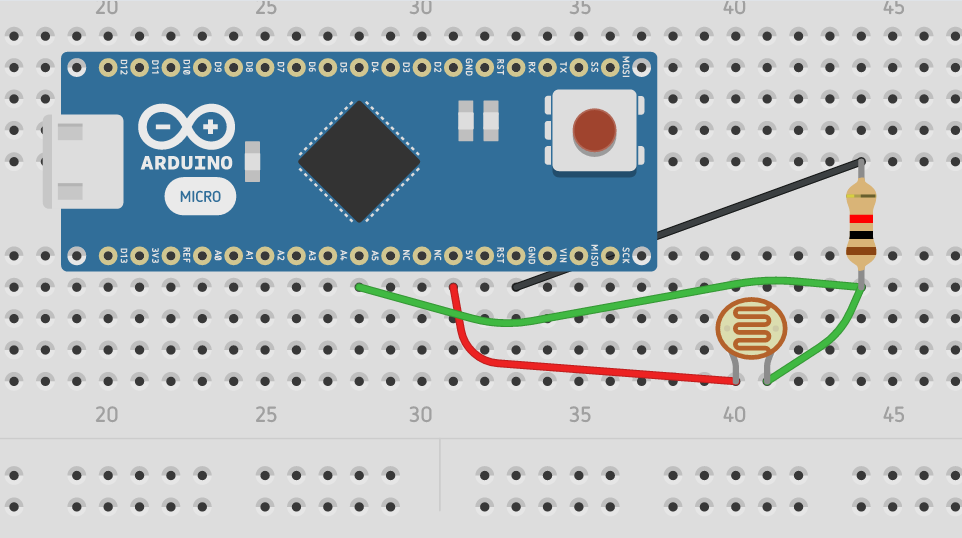 20 25 30 35 40 45
D12 D11 D10 D9 D8 D7 D6 D5 D4 D3 D2 GND RST RX TX SS MOSI
ARDUINO
MICRO
D13 3V3 REF A0 A1 A2 A3 A4 A5 NC NC 5V RST GND VIN MISO SCK
20 25 30 35 40 45